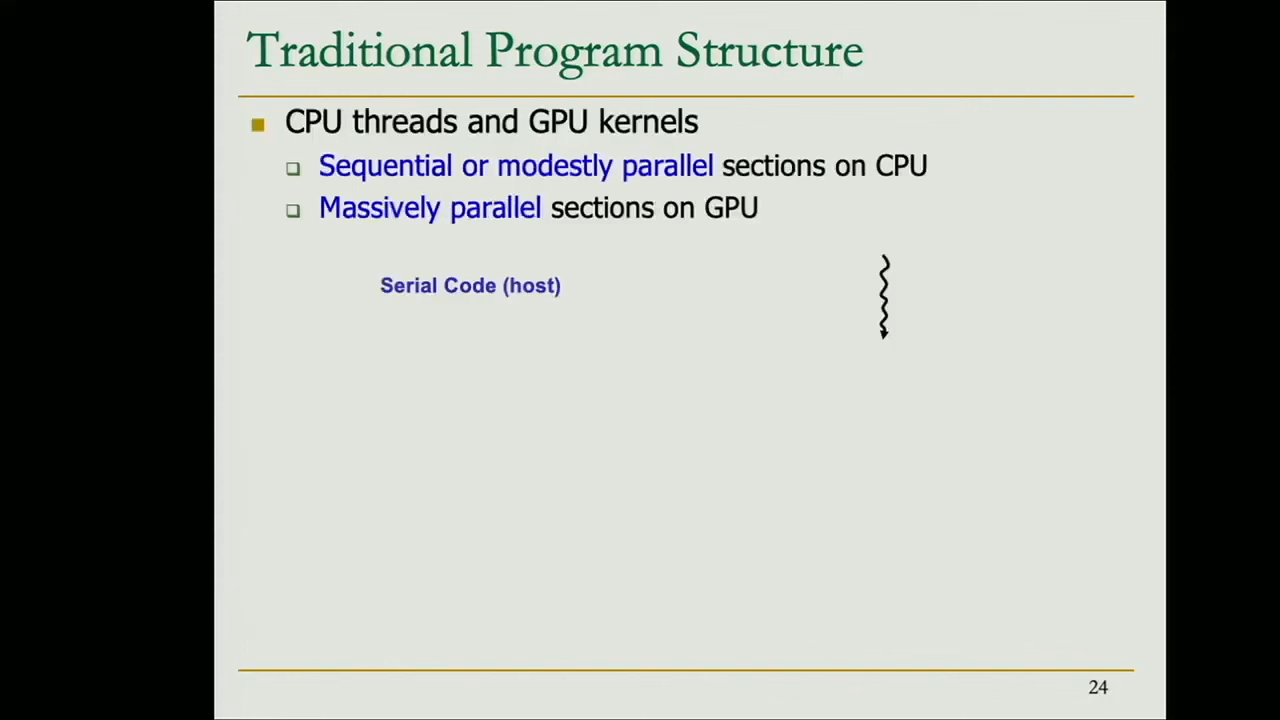 Traditional Program Structure
CPU threads and GPU kernels
Sequential or modestly parallel sections on CPU
Massively parallel sections on GPU
Serial Code (host)
24